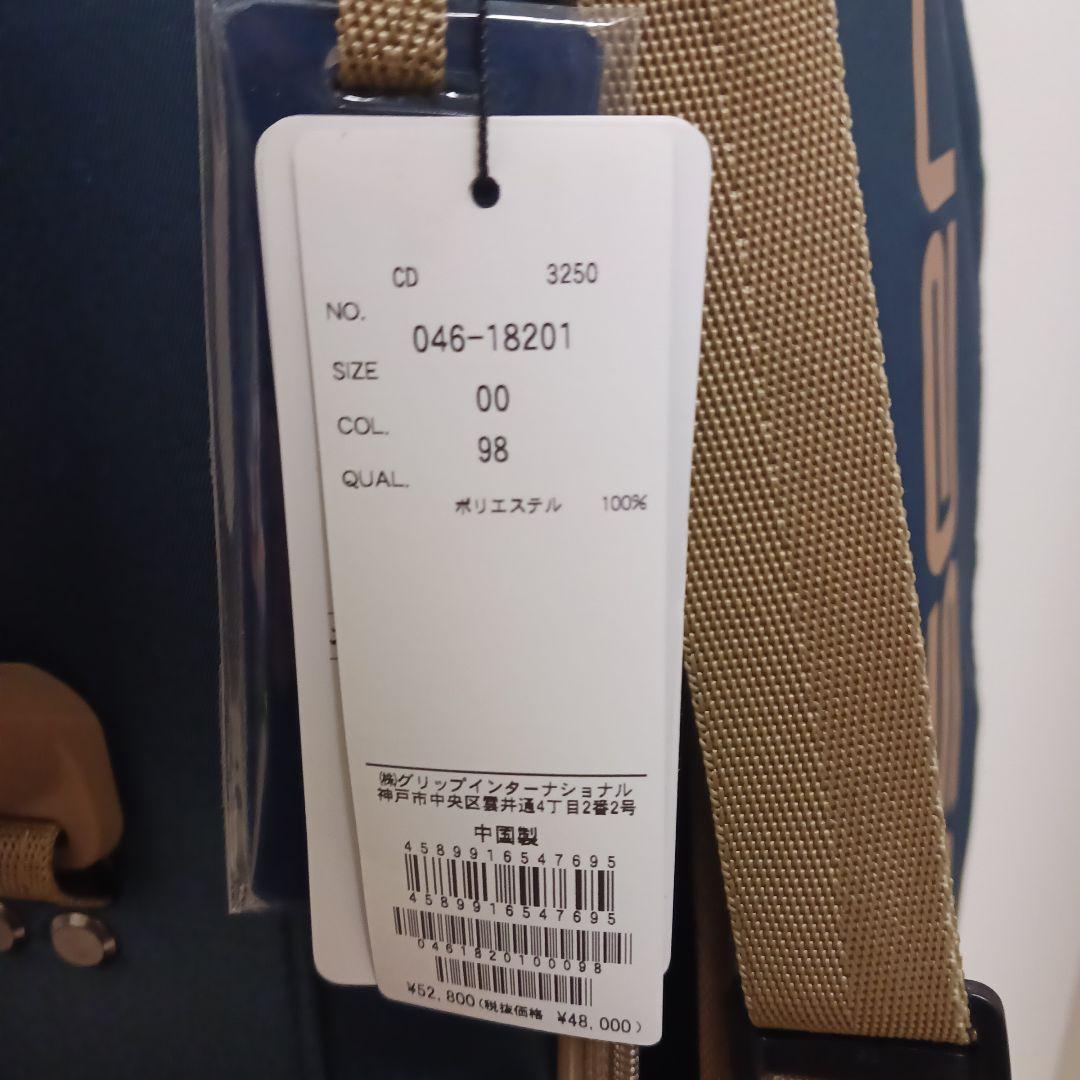 CD 3250
NO.
046-18201
SIZE
00
COL.
98
QUAL.
ポリエステル 100%
㈱グリップインターナショナル
神戸市中央区雲井通4丁目2番2号
中国製
4589916547695
4589916547695
0461820100098
¥52,800(税抜価格 ¥48,000)